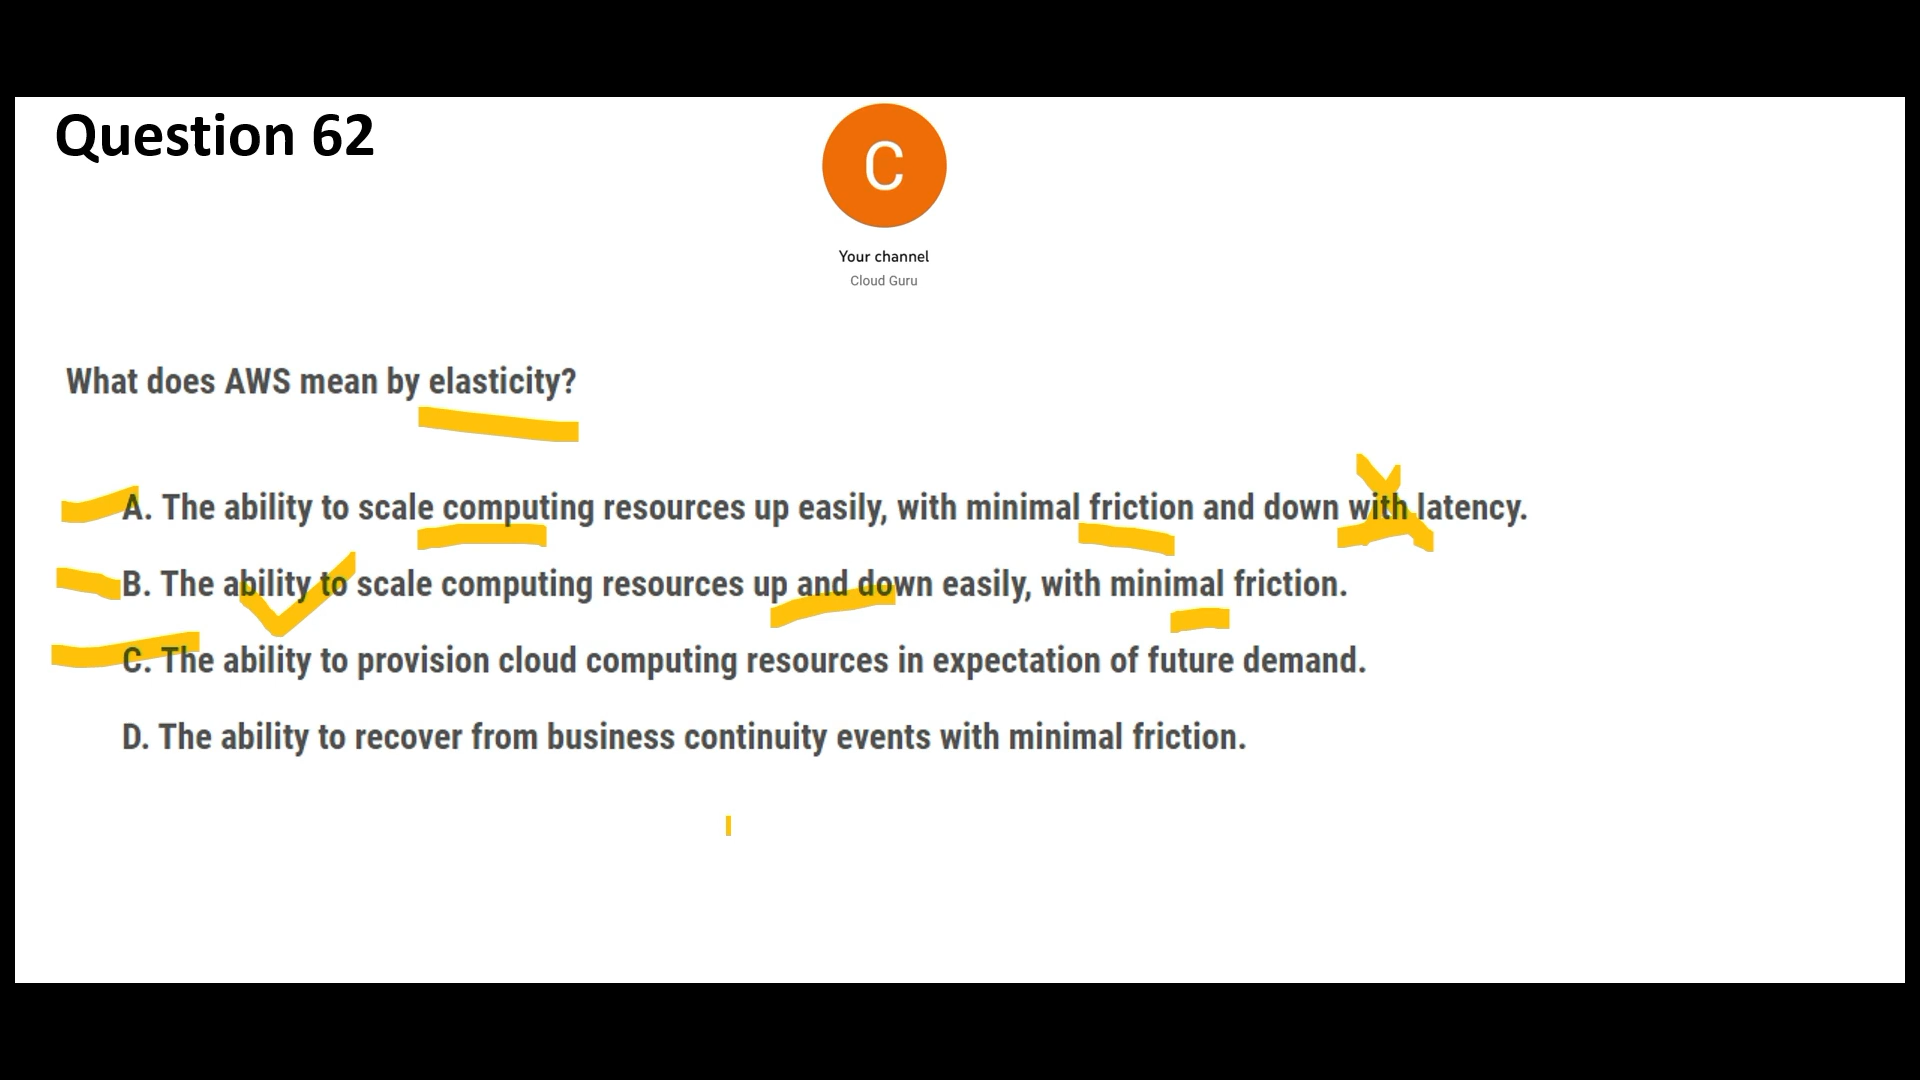 Question 62
C
Your channel
Cloud Guru
What does AWS mean by elasticity?
A. The ability to scale computing resources up easily, with minimal friction and down with latency.
B. The ability to scale computing resources up and down easily, with minimal friction.
C. The ability to provision cloud computing resources in expectation of future demand.
D. The ability to recover from business continuity events with minimal friction.